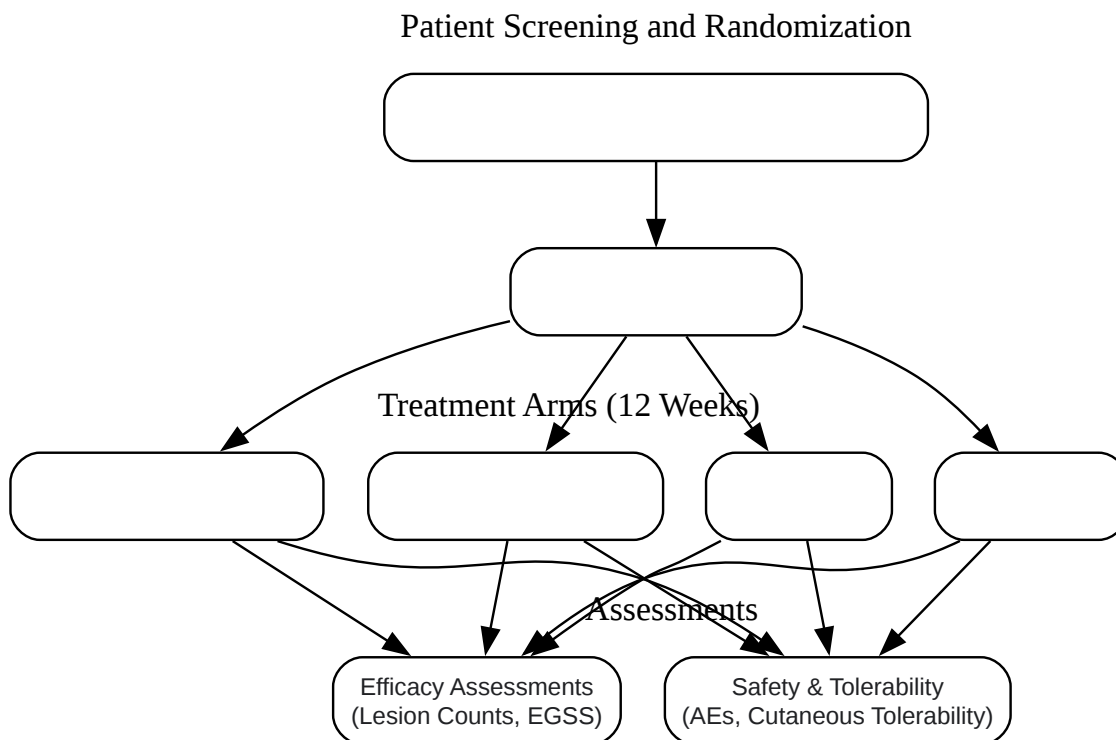 Patient Screening and Randomization
Treatment Arms (12 Weeks)
Assessments
Efficacy Assessments
(Lesion Counts, EGSS)
Safety & Tolerability
(AEs, Cutaneous Tolerability)